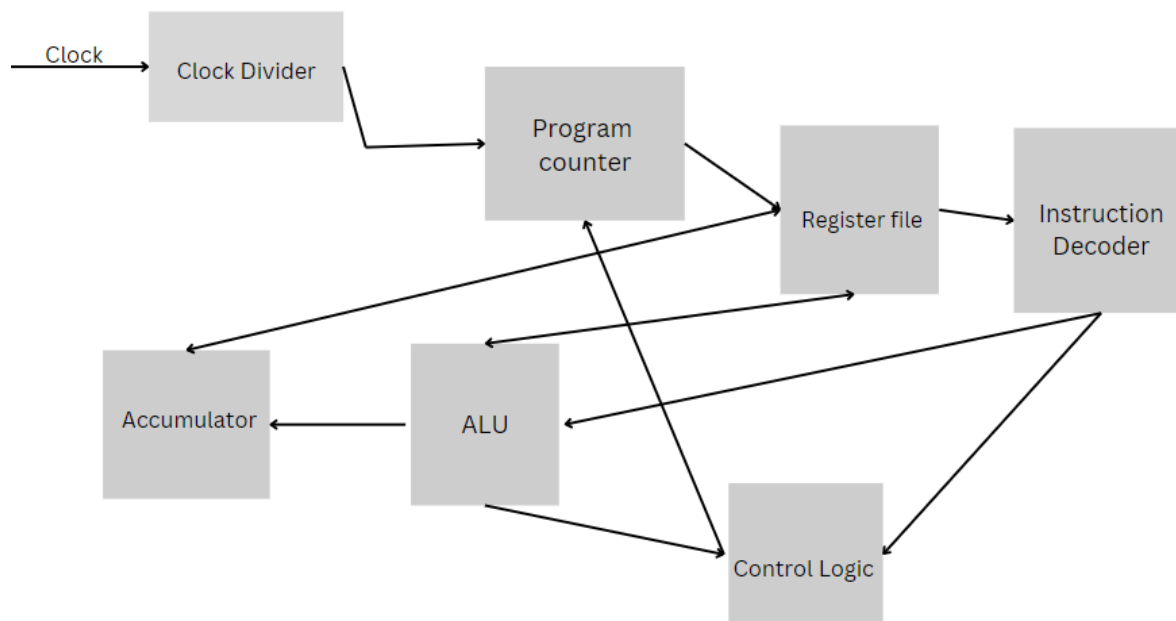 Clock
Clock Divider
Program
counter
Register file
Instruction
Decoder
Accumulator
ALU
Control Logic